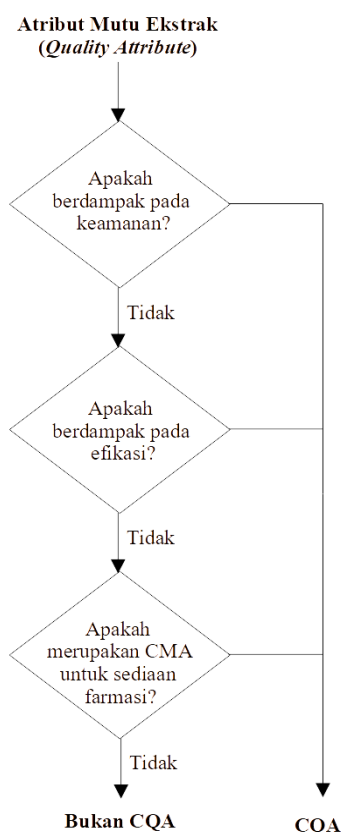 Atribut Mutu Ekstrak
(Quality Attribute)
Apakah
berdampak pada
keamanan?
Tidak
Apakah
berdampak pada
efikasi?
Tidak
Apakah
merupakan CMA
untuk sediaan
farmasi?
Tidak
Bukan CQA
COA